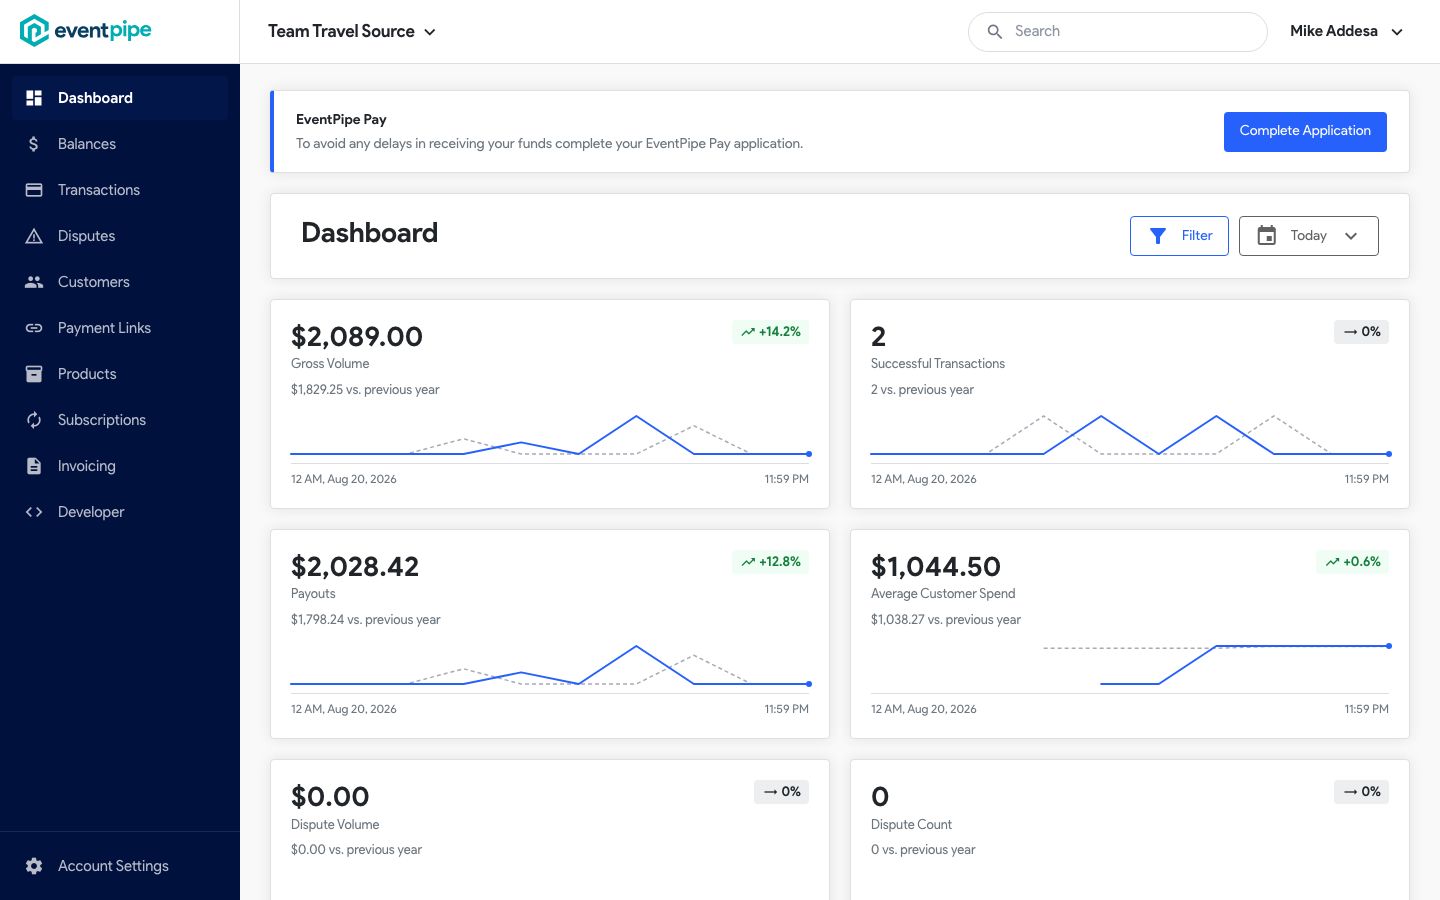 eventpipe
Team Travel Source
Search
Mike Addesa
Dashboard
Balances
Transactions
Disputes
Customers
Payment Links
Products
Subscriptions
Invoicing
Developer
Account Settings
EventPipe Pay
To avoid any delays in receiving your funds complete your EventPipe Pay application.
Complete Application
Dashboard
Filter
Today
$2,089.00
+14.2%
Gross Volume
$1,829.25 vs. previous year
12 AM, Aug 20, 2026
11:59 PM
2
0%
Successful Transactions
2 vs. previous year
12 AM, Aug 20, 2026
11:59 PM
$2,028.42
+12.8%
Payouts
$1,798.24 vs. previous year
12 AM, Aug 20, 2026
11:59 PM
$1,044.50
+0.6%
Average Customer Spend
$1,038.27 vs. previous year
12 AM, Aug 20, 2026
11:59 PM
$0.00
0%
Dispute Volume
$0.00 vs. previous year
0
0%
Dispute Count
0 vs. previous year